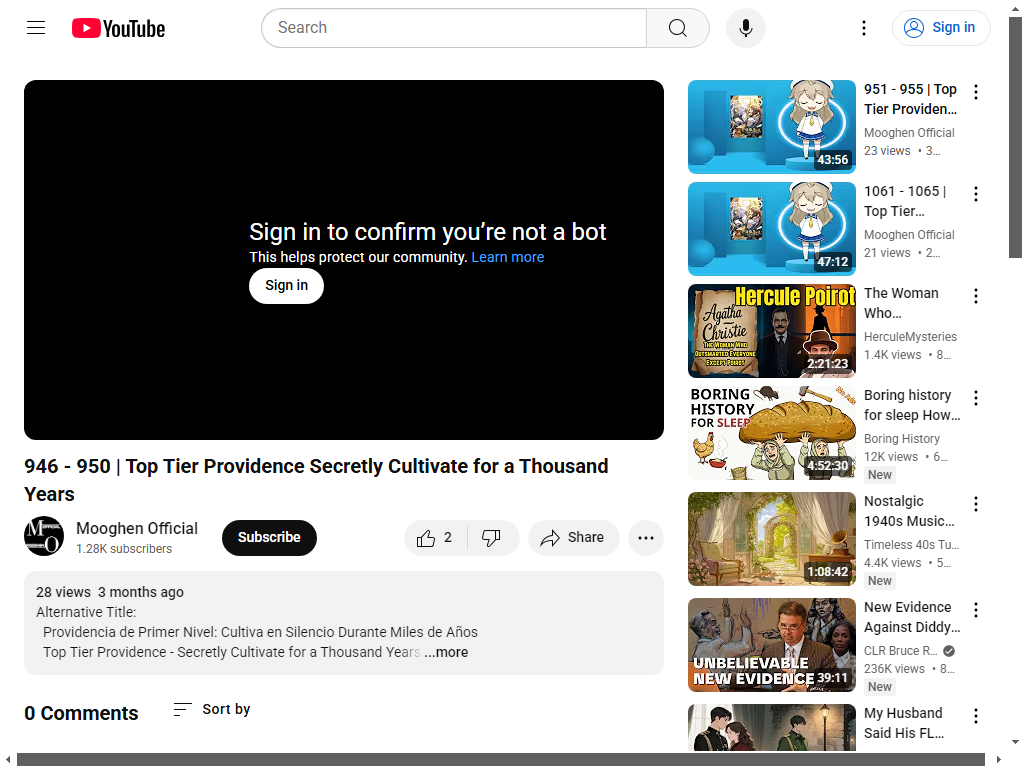 YouTube
Search
Sign in
Sign in to confirm you’re not a bot
This helps protect our community. Learn more
Sign in
946 - 950 | Top Tier Providence Secretly Cultivate for a Thousand
Years
Mooghen Official
1.28K subscribers
Subscribe
2
Share
28 views 3 months ago
Alternative Title:
Providencia de Primer Nivel: Cultiva en Silencio Durante Miles de Años
Top Tier Providence - Secretly Cultivate for a Thousand Years ...more
0 Comments
Sort by
43:56
951 - 955 | Top
Tier Providen...
Mooghen Official
23 views • 3...
47:12
1061 - 1065 |
Top Tier...
Mooghen Official
21 views • 2...
Hercule Poirot
Agatha
Christie
THE WOMAN WHO
OUTSMARTED EVERYONE
EXCEPT POIROT
2:21:23
The Woman
Who...
HerculeMysteries
1.4K views • 8...
BORING
HISTORY
FOR SLEEP
No Ads
4:52:30
Boring history
for sleep How...
Boring History
12K views • 6...
New
1:08:42
Nostalgic
1940s Music...
Timeless 40s Tu...
4.4K views • 5...
New
UNBELIEVABLE
NEW EVIDENCE
39:11
New Evidence
Against Diddy...
CLR Bruce R...
236K views • 8...
New
My Husband
Said His FL...